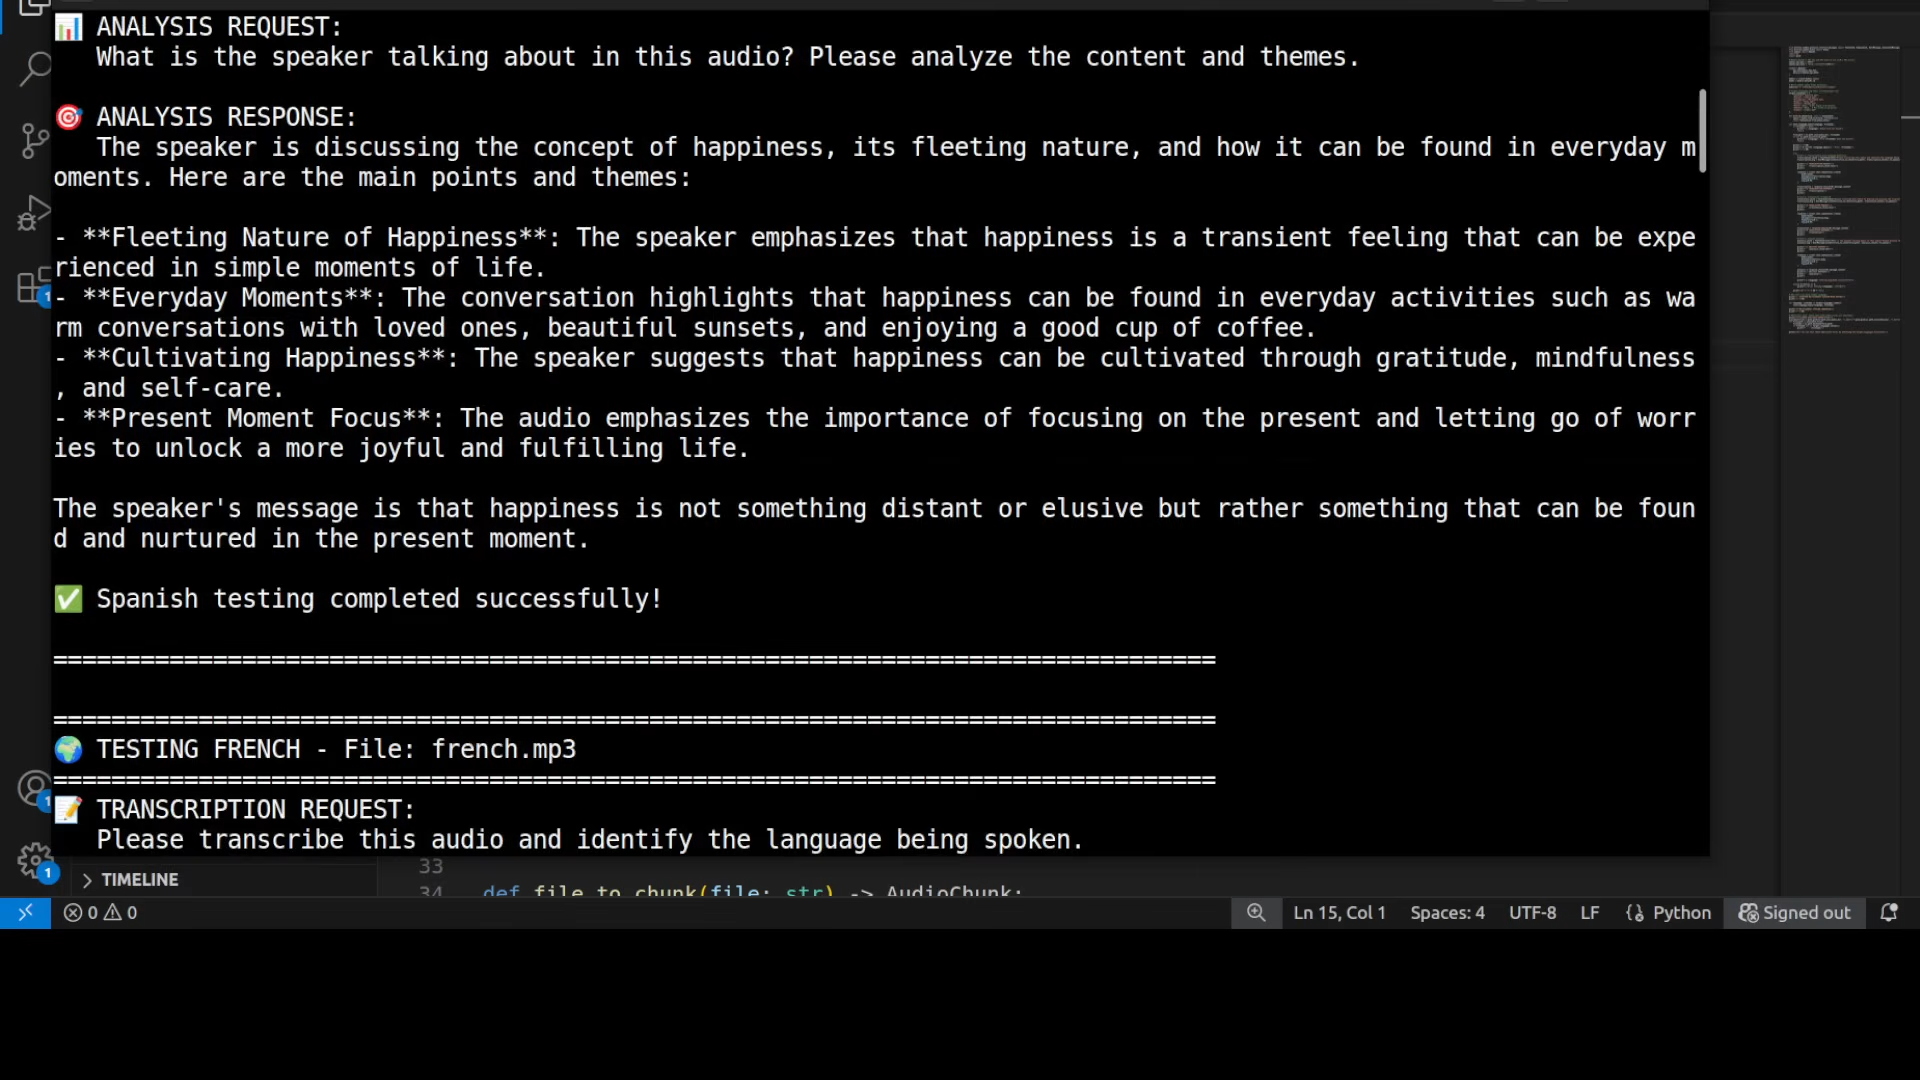 📊 ANALYSIS REQUEST:
What is the speaker talking about in this audio? Please analyze the content and themes.
🎯 ANALYSIS RESPONSE:
The speaker is discussing the concept of happiness, its fleeting nature, and how it can be found in everyday m
oments. Here are the main points and themes:
- **Fleeting Nature of Happiness**: The speaker emphasizes that happiness is a transient feeling that can be expe
rienced in simple moments of life.
- **Everyday Moments**: The conversation highlights that happiness can be found in everyday activities such as wa
rm conversations with loved ones, beautiful sunsets, and enjoying a good cup of coffee.
- **Cultivating Happiness**: The speaker suggests that happiness can be cultivated through gratitude, mindfulness
, and self-care.
- **Present Moment Focus**: The audio emphasizes the importance of focusing on the present and letting go of worr
ies to unlock a more joyful and fulfilling life.
The speaker's message is that happiness is not something distant or elusive but rather something that can be foun
d and nurtured in the present moment.
✅ Spanish testing completed successfully!
================================================================================
================================================================================
🌍 TESTING FRENCH - File: french.mp3
================================================================================
📝 TRANSCRIPTION REQUEST:
Please transcribe this audio and identify the language being spoken.
33
TIMELINE
34 def file_to_chunk(file: str) -> AudioChunk:
0 0 Ln 15, Col 1 Spaces: 4 UTF-8 LF Python Signed out